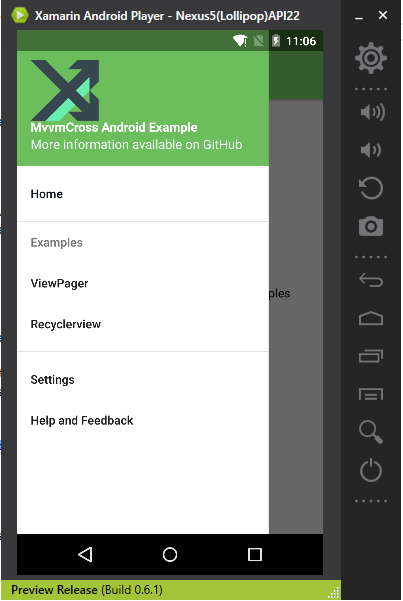 Xamarin Android Player - Nexus5(Lollipop)API22
11:06
MvvmCross Android Example
More information available on GitHub
Home
Examples
ples
ViewPager
Recyclerview
Settings
Help and Feedback
Preview Release (Build 0.6.1)